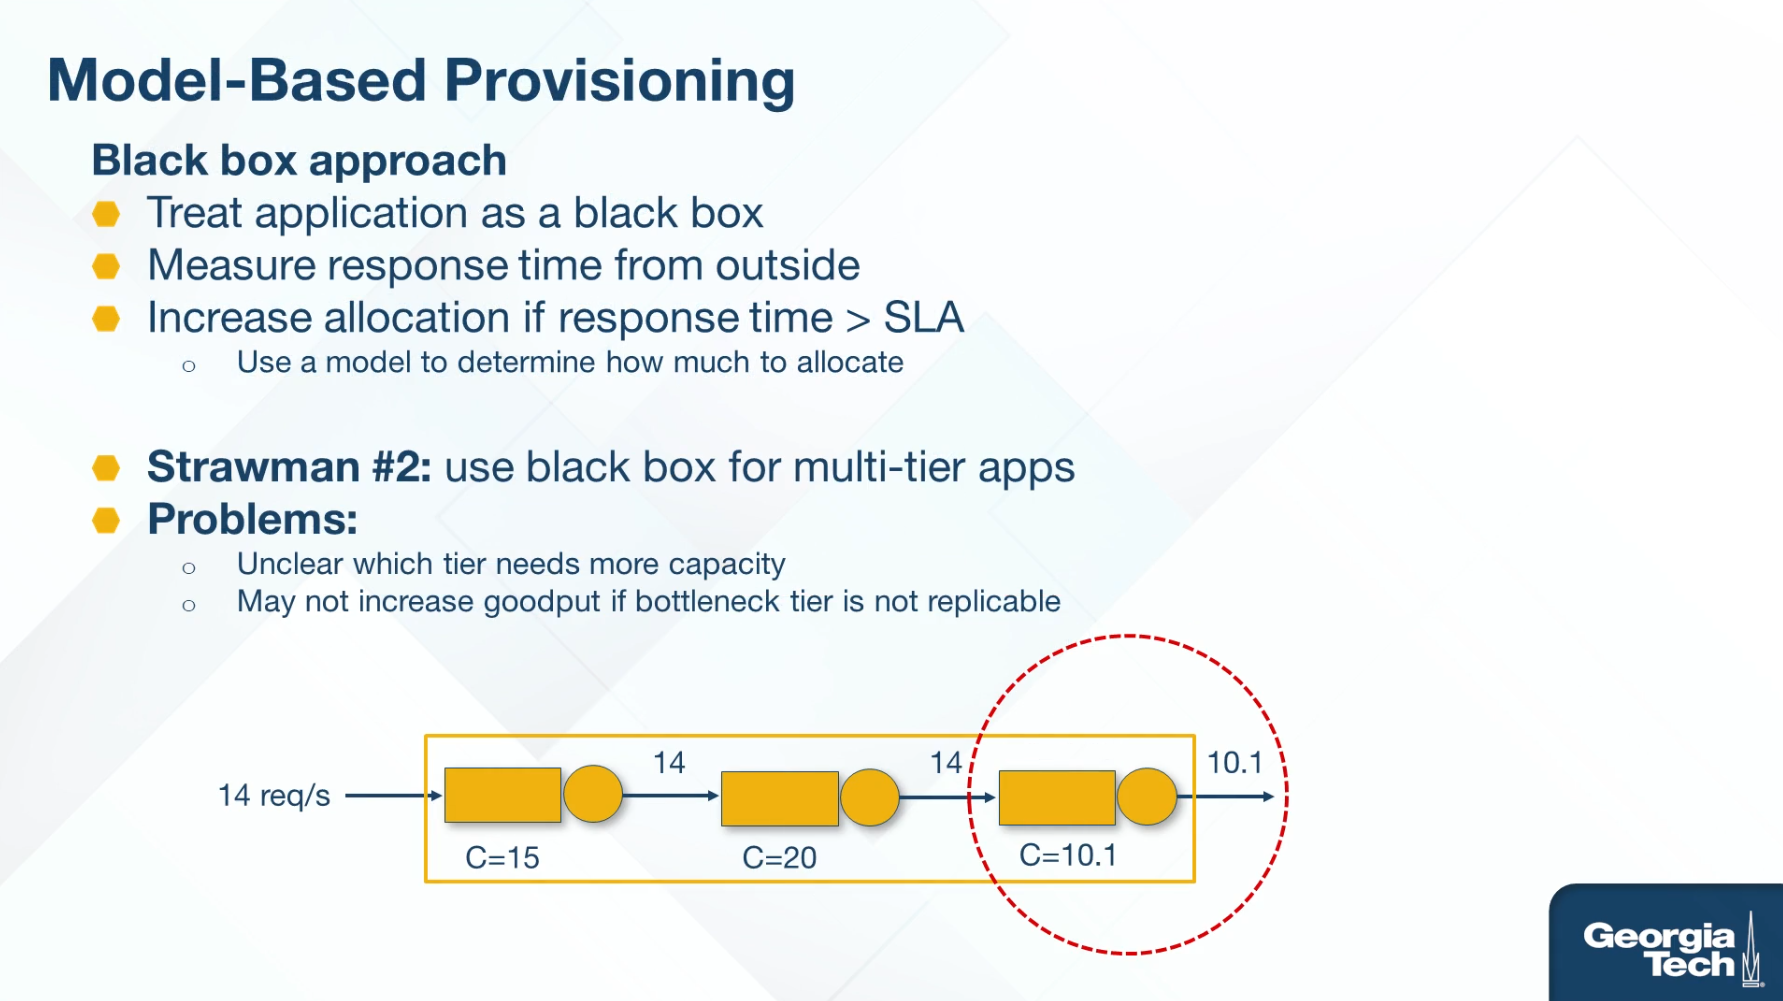 Model-Based Provisioning
Black box approach
Treat application as a black box
Measure response time from outside
Increase allocation if response time > SLA
Use a model to determine how much to allocate
Strawman #2: use black box for multi-tier apps
Problems:
Unclear which tier needs more capacity
May not increase goodput if bottleneck tier is not replicable
14 req/s
14
14
10.1
C=15
C=20
C=10.1
Georgia
Tech